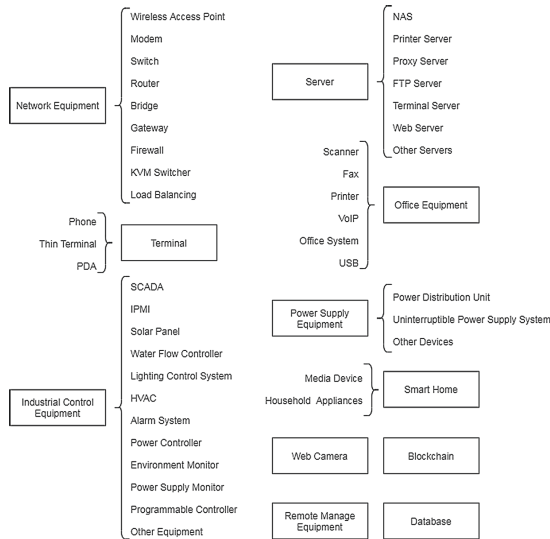 Network Equipment
Wireless Access Point
Modem
Switch
Router
Bridge
Gateway
Firewall
KVM Switcher
Load Balancing
Phone
Thin Terminal
PDA
Terminal
Industrial Control
Equipment
SCADA
IPMI
Solar Panel
Water Flow Controller
Lighting Control System
HVAC
Alarm System
Power Controller
Environment Monitor
Power Supply Monitor
Programmable Controller
Other Equipment
Server
NAS
Printer Server
Proxy Server
FTP Server
Terminal Server
Web Server
Other Servers
Scanner
Fax
Printer
VoIP
Office System
USB
Office Equipment
Power Supply
Equipment
Power Distribution Unit
Uninterruptible Power Supply System
Other Devices
Media Device
Household Appliances
Smart Home
Web Camera
Blockchain
Remote Manage
Equipment
Database